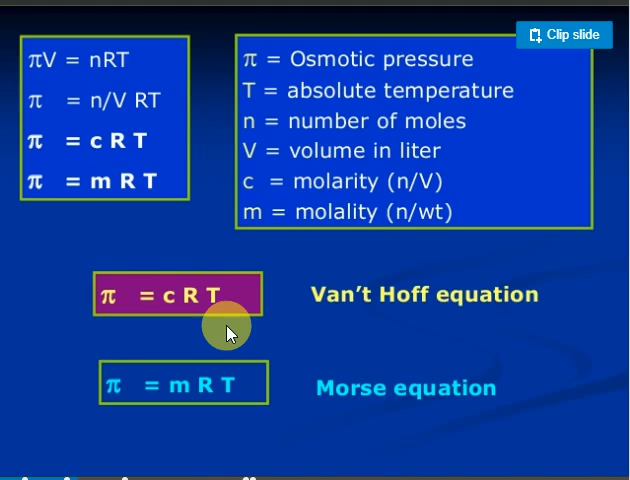 Clip slide
πV = nRT
π = n/V RT
π = c R T
π = m R T
π = Osmotic pressure
T = absolute temperature
n = number of moles
V = volume in liter
c = molarity (n/V)
m = molality (n/wt)
π = c R T
Van’t Hoff equation
π = m R T
Morse equation